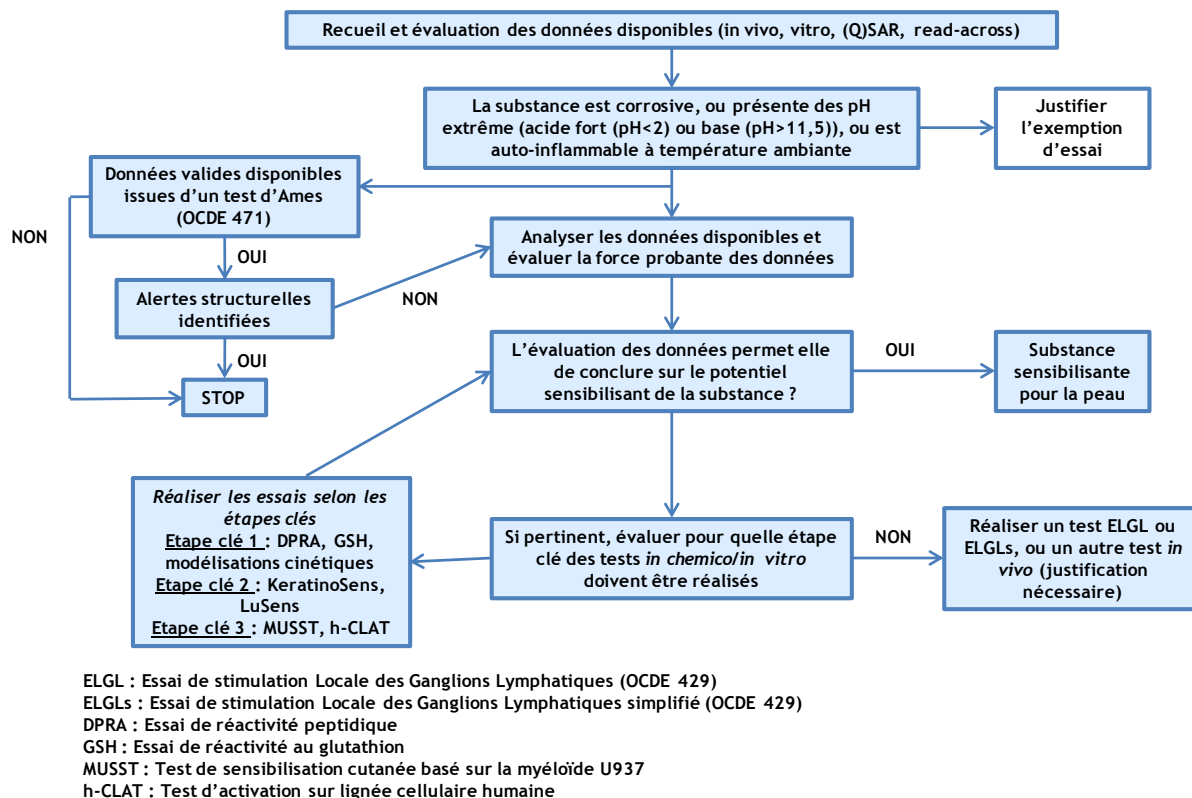 Recueil et évaluation des données disponibles (in vivo, vitro, (Q)SAR, read-across)
La substance est corrosive, ou présente des pH
extrême (acide fort (pH<2) ou base (pH>11,5)), ou est
auto-inflammable à température ambiante
Justifier
l’exemption
d’essai
Données valides disponibles
issues d’un test d’Ames
(OCDE 471)
NON
OUI
Analyser les données disponibles et
évaluer la force probante des données
Alertes structurelles
identifiées
NON
OUI
STOP
L’évaluation des données permet elle
de conclure sur le potentiel
sensibilisant de la substance ?
OUI
Substance
sensibilisante
pour la peau
Réaliser les essais selon les
étapes clés
Etape clé 1 : DPRA, GSH,
modélisations cinétiques
Etape clé 2 : KeratinoSens,
LuSens
Etape clé 3 : MUSST, h-CLAT
Si pertinent, évaluer pour quelle étape
clé des tests in chemico/in vitro
doivent être réalisés
NON
Réaliser un test ELGL ou
ELGLs, ou un autre test in
vivo (justification
nécessaire)
ELGL : Essai de stimulation Locale des Ganglions Lymphatiques (OCDE 429)
ELGLs : Essai de stimulation Locale des Ganglions Lymphatiques simplifié (OCDE 429)
DPRA : Essai de réactivité peptidique
GSH : Essai de réactivité au glutathion
MUSST : Test de sensibilisation cutanée basé sur la myéloïde U937
h-CLAT : Test d’activation sur lignée cellulaire humaine